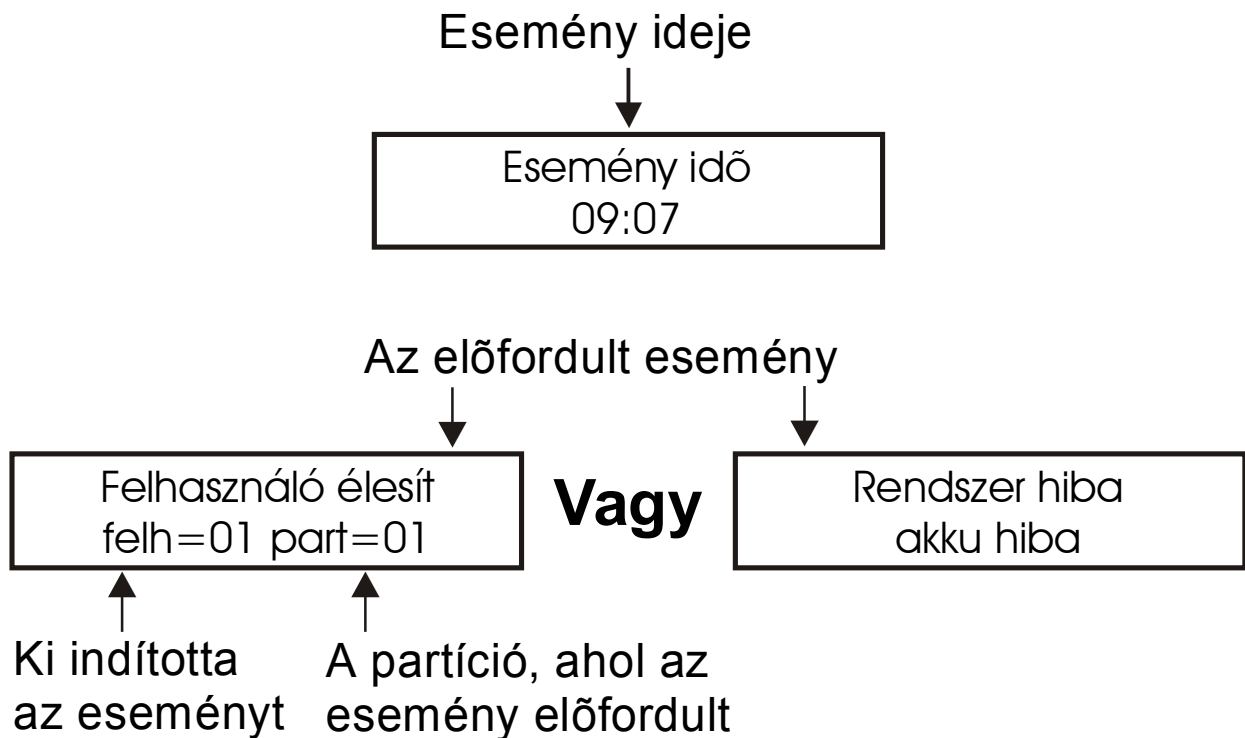 Esemény ideje
Esemény idõ
09:07
Az elõfordult esemény
Felhasználó élesít
felh=01 part=01
Vagy
Rendszer hiba
akku hiba
Ki indította
az eseményt
A partíció, ahol az
esemény elõfordult